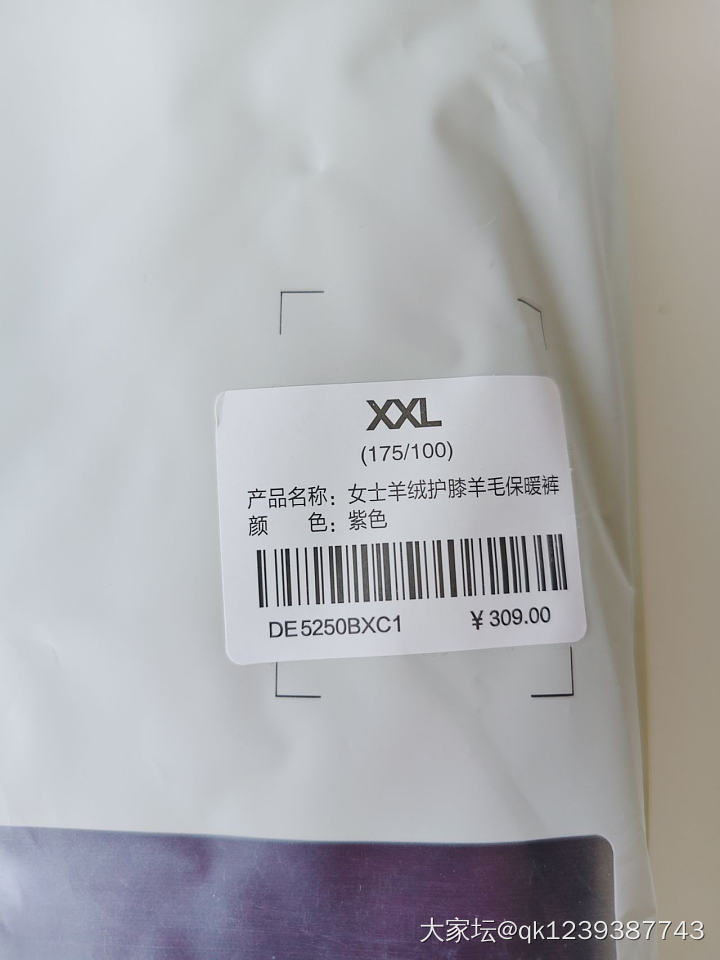 XXL
(175/100)
产品名称：女士羊绒护膝羊毛保暖裤
颜　　色：紫色
DE5250BXC1　　￥309.00
大家坛@qk1239387743